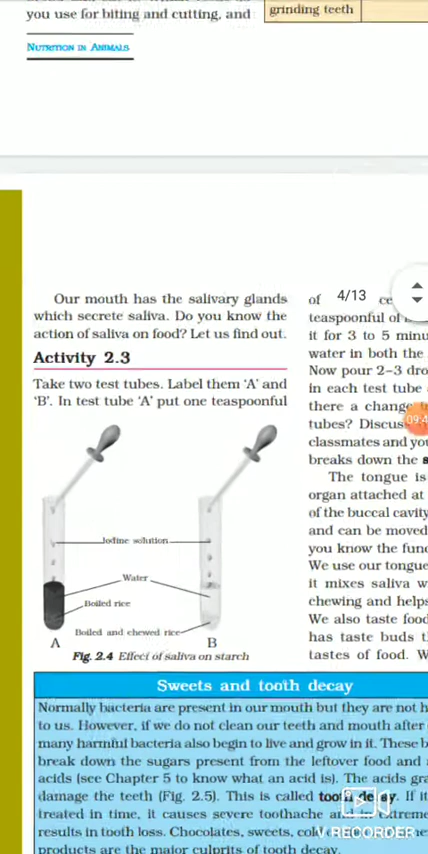 you use for biting and cutting, and
grinding teeth
NUTRITION IN ANIMALS
Our mouth has the salivary glands
which secrete saliva. Do you know the
action of saliva on food? Let us find out.
Activity 2.3
Take two test tubes. Label them 'A' and
'B'. In test tube 'A' put one teaspoonful
Iodine solution
Water
Boiled rice
Boiled and chewed rice
A
B
Fig. 2.4 Effect of saliva on starch
of
4/13
teaspoonful of
it for 3 to 5 minu
water in both the
Now pour 2–3 dro
in each test tube
there a change
09:4
tubes? Discus
classmates and you
breaks down the s
The tongue is
organ attached at
of the buccal cavity
and can be moved
you know the func
We use our tongue
it mixes saliva w
chewing and helps
We also taste food
has taste buds t
tastes of food. W
Sweets and tooth decay
Normally bacteria are present in our mouth but they are not h
to us. However, if we do not clean our teeth and mouth after
many harmful bacteria also begin to live and grow in it. These b
break down the sugars present from the leftover food and
acids (see Chapter 5 to know what an acid is). The acids gra
damage the teeth (Fig. 2.5). This is called tooth decay. If it
treated in time, it causes severe toothache and
results in tooth loss. Chocolates, sweets,
V.RECORDER
products are the major culprits of tooth decay.